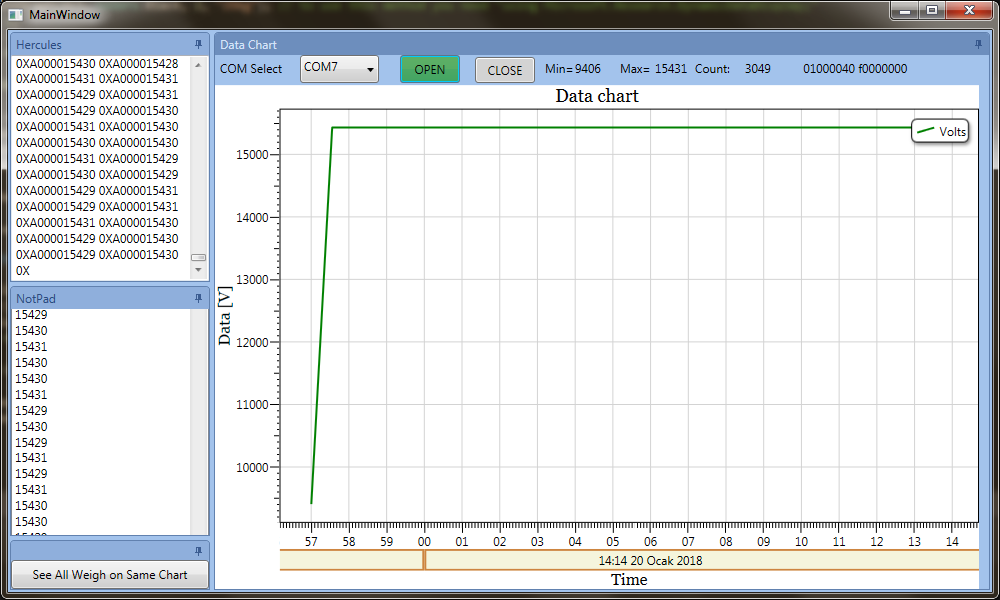 MainWindow
Hercules
0XA000015430 0XA000015428
0XA000015431 0XA000015431
0XA000015429 0XA000015431
0XA000015429 0XA000015430
0XA000015431 0XA000015430
0XA000015430 0XA000015430
0XA000015431 0XA000015429
0XA000015430 0XA000015429
0XA000015429 0XA000015431
0XA000015429 0XA000015431
0XA000015431 0XA000015430
0XA000015429 0XA000015430
0XA000015429 0XA000015430
0X
NotPad
15429
15430
15431
15430
15430
15431
15429
15430
15429
15431
15429
15431
15430
15430
See All Weigh on Same Chart
Data Chart
COM Select COM7 OPEN CLOSE Min= 9406 Max= 15431 Count: 3049 01000040 f0000000
Data chart
Volts
15000
14000
13000
12000
11000
10000
Data [V]
57 58 59 00 01 02 03 04 05 06 07 08 09 10 11 12 13 14
14:14 20 Ocak 2018
Time